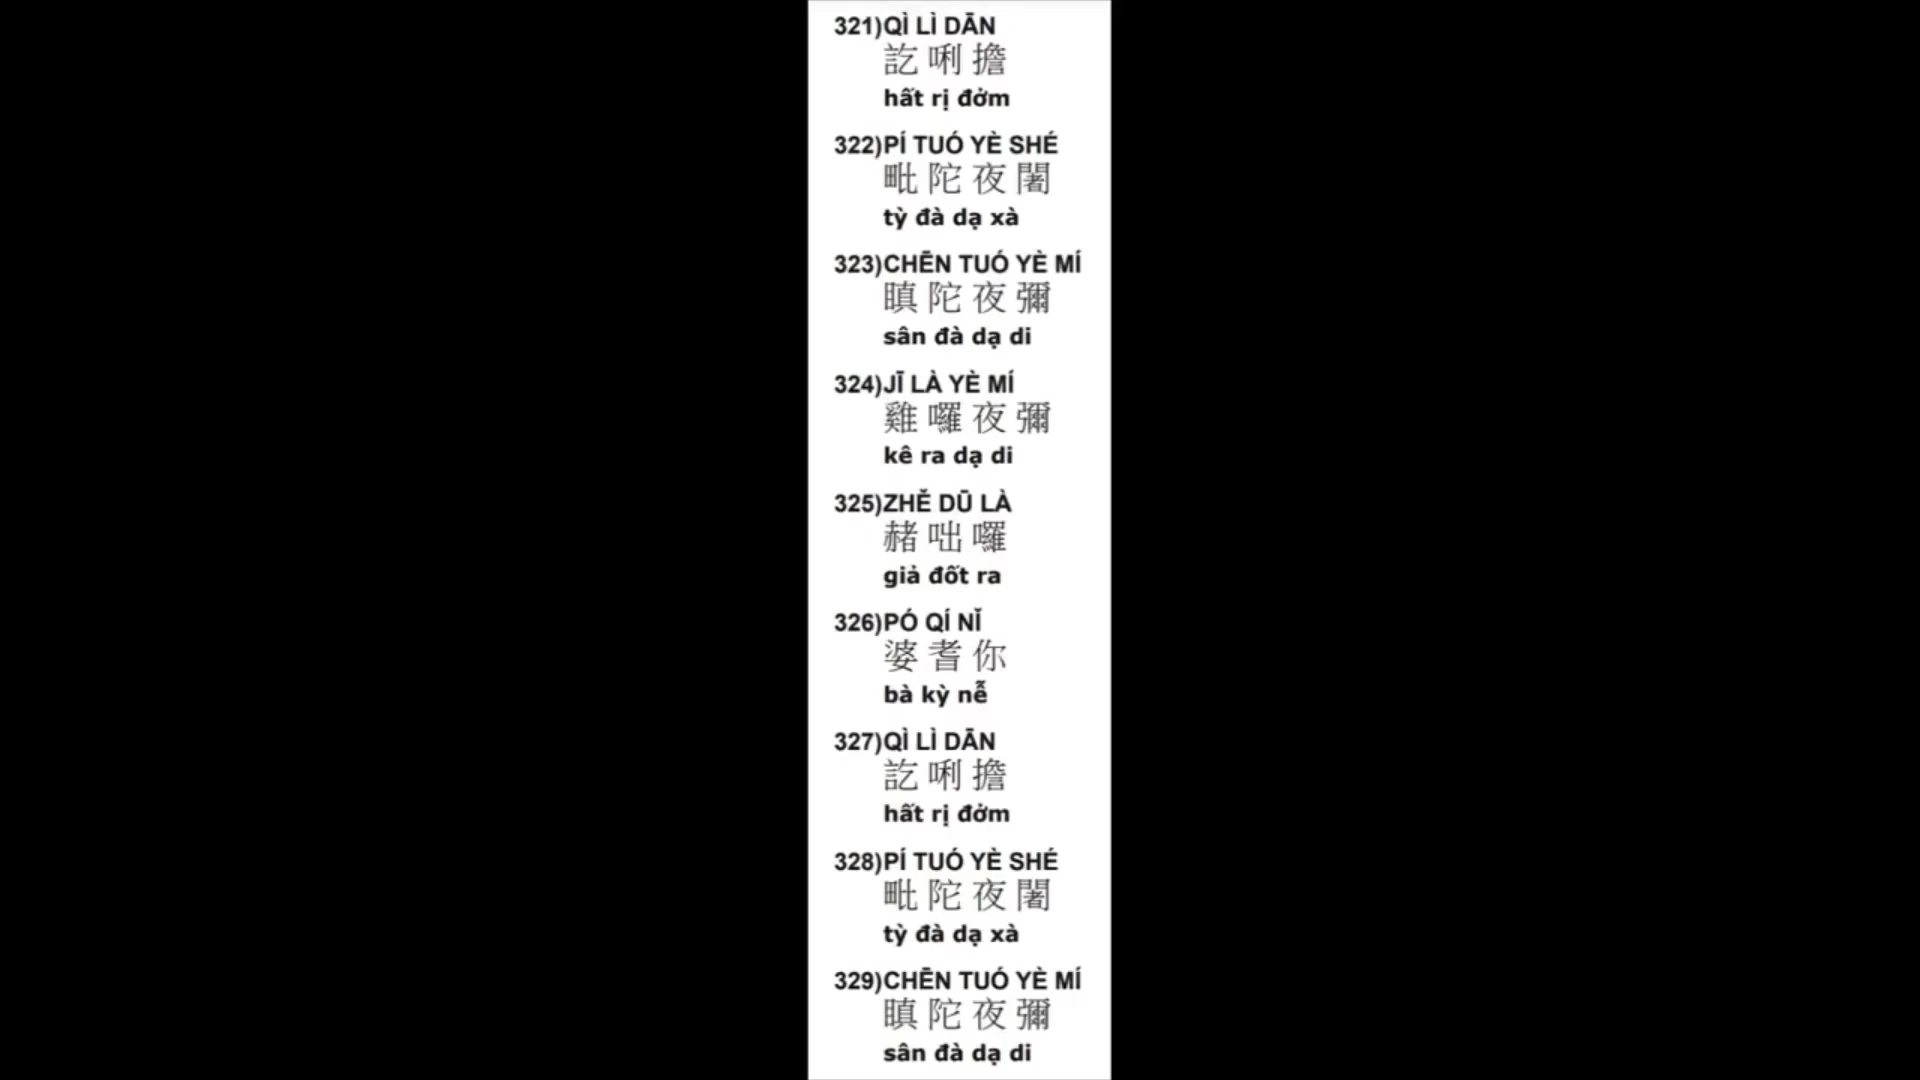 321)QÌ LÌ DĀN
訖 唎 擔
hất rị đởm
322)PÍ TUÓ YÈ SHÉ
毗 陀 夜 闍
tỳ đà dạ xà
323)CHĒN TUÓ YÈ MÍ
瞋 陀 夜 彌
sân đà dạ di
324)JĪ LÀ YÈ MÍ
雞 囉 夜 彌
kê ra dạ di
325)ZHĚ DŪ LÀ
赭 咄 囉
giả đốt ra
326)PÓ QÍ NǏ
婆 耆 你
bà kỳ nễ
327)QÌ LÌ DĀN
訖 唎 擔
hất rị đởm
328)PÍ TUÓ YÈ SHÉ
毗 陀 夜 闍
tỳ đà dạ xà
329)CHĒN TUÓ YÈ MÍ
瞋 陀 夜 彌
sân đà dạ di